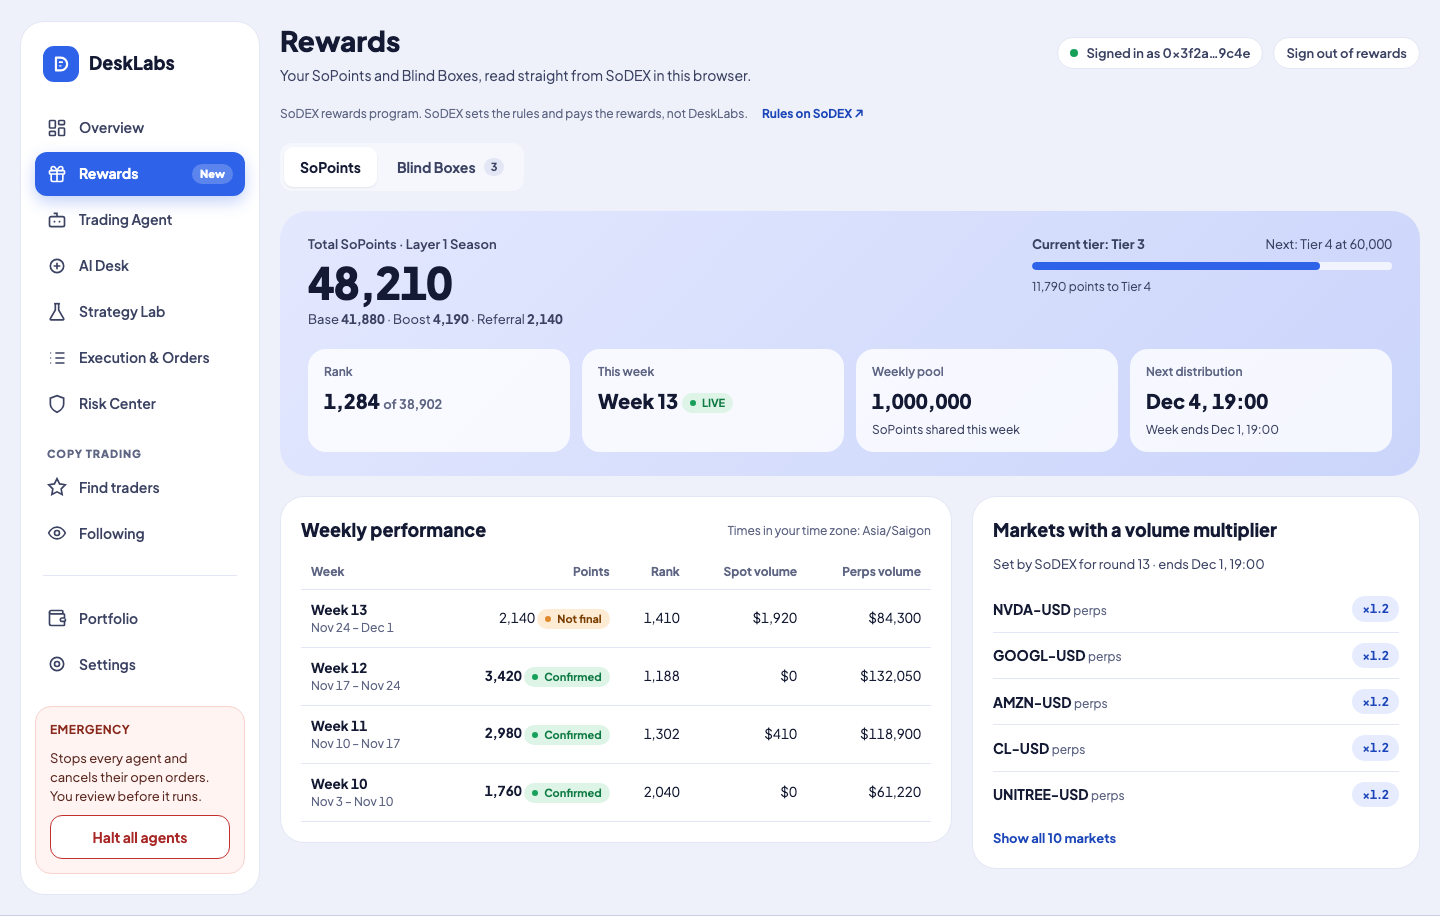 DeskLabs
Overview
Rewards New
Trading Agent
AI Desk
Strategy Lab
Execution & Orders
Risk Center
COPY TRADING
Find traders
Following
Portfolio
Settings
EMERGENCY
Stops every agent and
cancels their open orders.
You review before it runs.
Halt all agents
Rewards
Your SoPoints and Blind Boxes, read straight from SoDEX in this browser.
Signed in as 0×3f2a…9c4e
Sign out of rewards
SoDEX rewards program. SoDEX sets the rules and pays the rewards, not DeskLabs. Rules on SoDEX ↗
SoPoints Blind Boxes 3
Total SoPoints · Layer 1 Season
48,210
Base 41,880 · Boost 4,190 · Referral 2,140
Current tier: Tier 3 Next: Tier 4 at 60,000
11,790 points to Tier 4
Rank
1,284 of 38,902
This week
Week 13 LIVE
Weekly pool
1,000,000
SoPoints shared this week
Next distribution
Dec 4, 19:00
Week ends Dec 1, 19:00
Weekly performance Times in your time zone: Asia/Saigon
Week Points Rank Spot volume Perps volume
Week 13 2,140 Not final 1,410 $1,920 $84,300
Nov 24 – Dec 1
Week 12 3,420 Confirmed 1,188 $0 $132,050
Nov 17 – Nov 24
Week 11 2,980 Confirmed 1,302 $410 $118,900
Nov 10 – Nov 17
Week 10 1,760 Confirmed 2,040 $0 $61,220
Nov 3 – Nov 10
Markets with a volume multiplier
Set by SoDEX for round 13 · ends Dec 1, 19:00
NVDA-USD perps ×1.2
GOOGL-USD perps ×1.2
AMZN-USD perps ×1.2
CL-USD perps ×1.2
UNITREE-USD perps ×1.2
Show all 10 markets